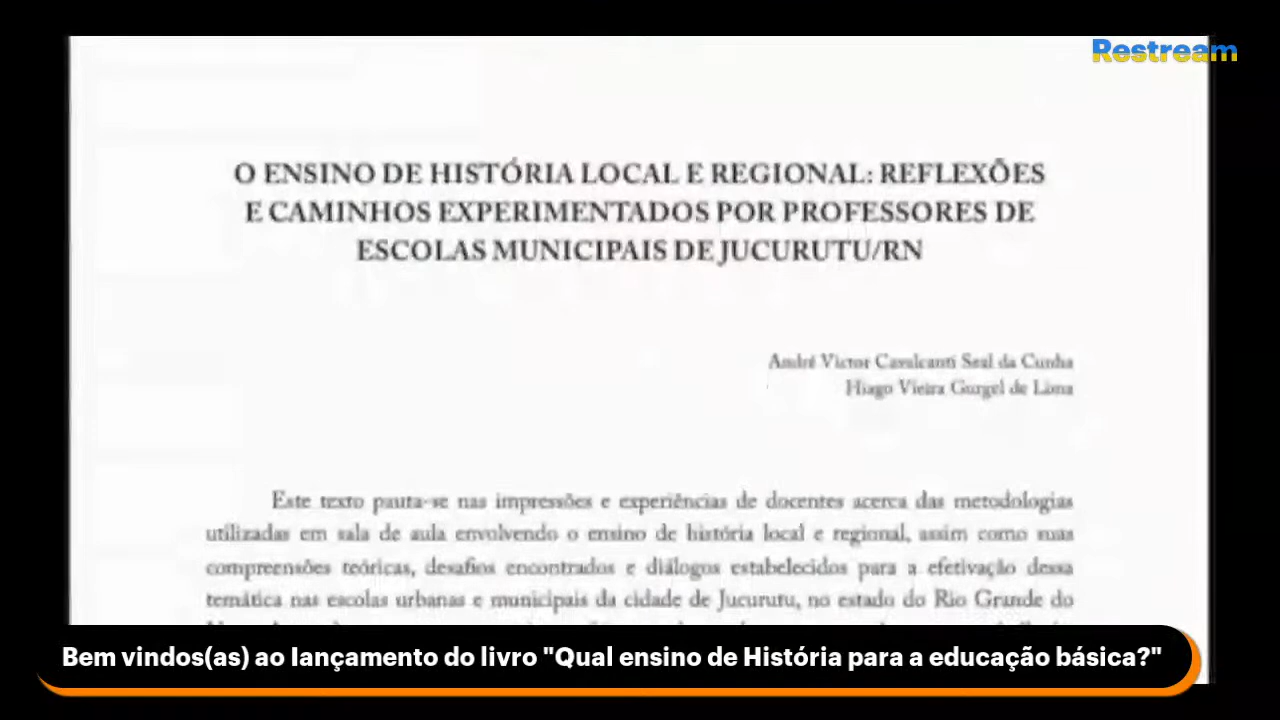 Restream
O ENSINO DE HISTÓRIA LOCAL E REGIONAL: REFLEXÕES
E CAMINHOS EXPERIMENTADOS POR PROFESSORES DE
ESCOLAS MUNICIPAIS DE JUCURUTU/RN
André Victor Cavalcanti Seal da Cunha
Hiago Vieira Gurgel de Lima
Este texto pauta-se nas impressões e experiências de docentes acerca das metodologias
utilizadas em sala de aula envolvendo o ensino de história local e regional, assim como suas
compreensões teóricas, desafios encontrados e diálogos estabelecidos para a efetivação dessa
temática nas escolas urbanas e municipais da cidade de Jucurutu, no estado do Rio Grande do
Bem vindos(as) ao lançamento do livro "Qual ensino de História para a educação básica?"